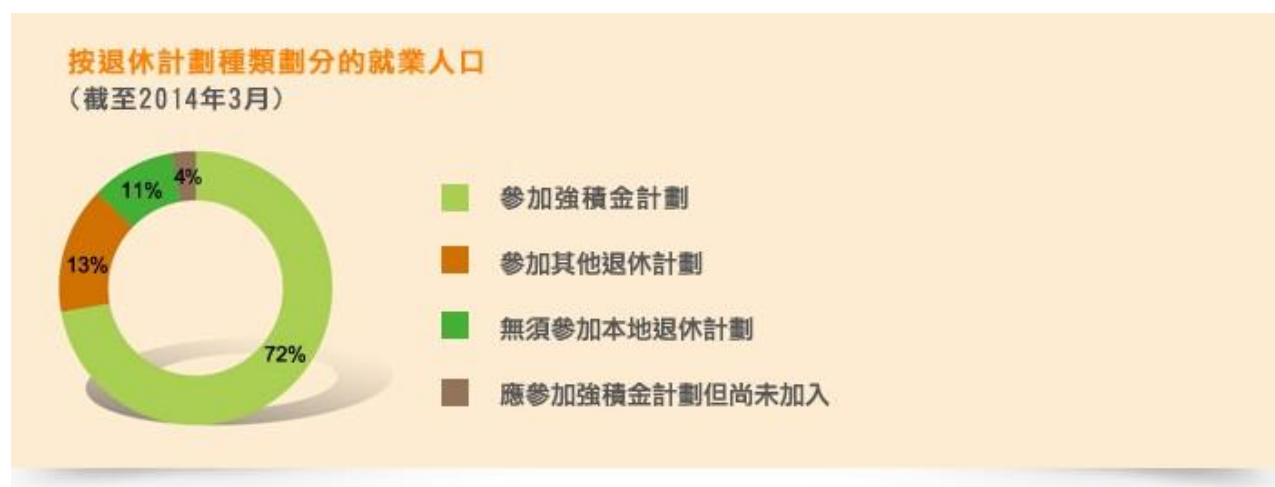 按退休計劃種類劃分的就業人口
（截至2014年3月）
4%
11%
13%
72%
參加強積金計劃
參加其他退休計劃
無須參加本地退休計劃
應參加強積金計劃但尚未加入